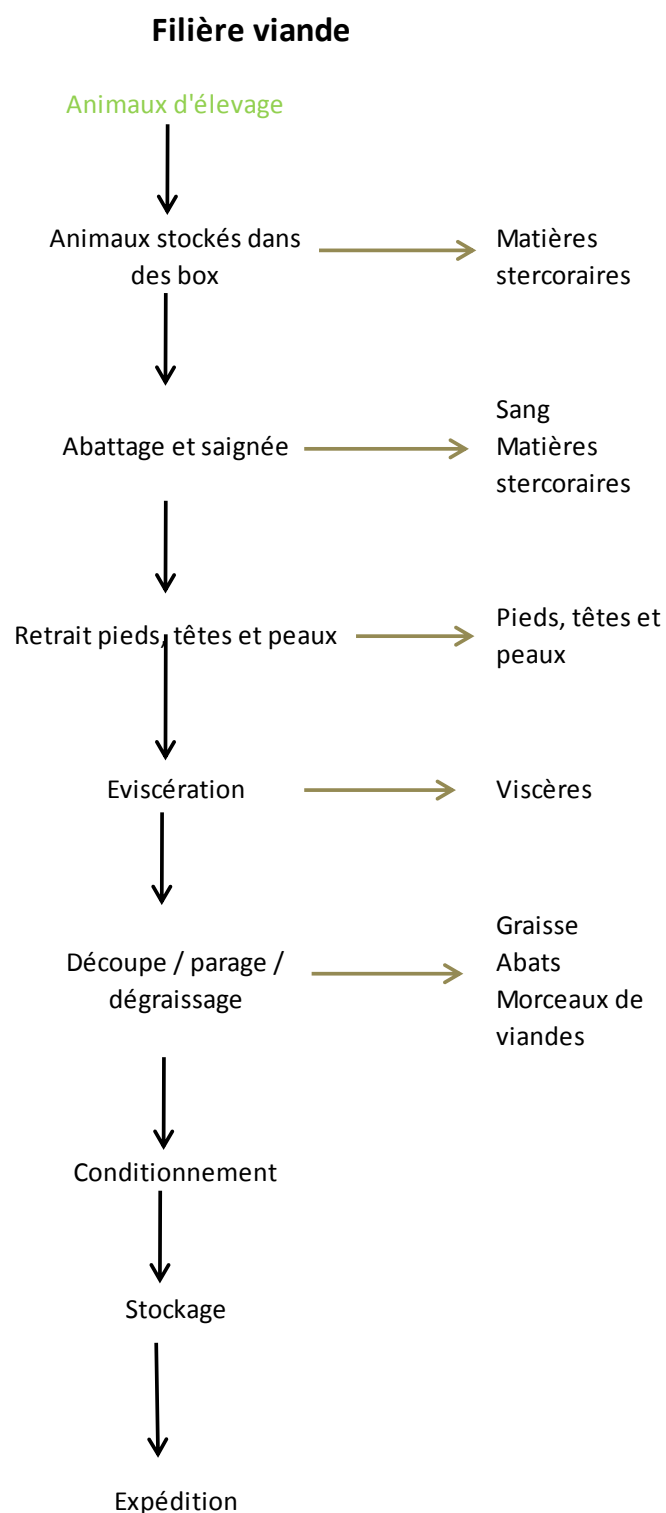 Filière viande
Animaux d'élevage
Animaux stockés dans
des box
Matières
stercoraires
Abattage et saignée
Sang
Matières
stercoraires
Retrait pieds, têtes et peaux
Pieds, têtes et
peaux
Eviscération
Viscères
Découpe / parage /
dégraissage
Graisse
Abats
Morceaux de
viandes
Conditionnement
Stockage
Expédition